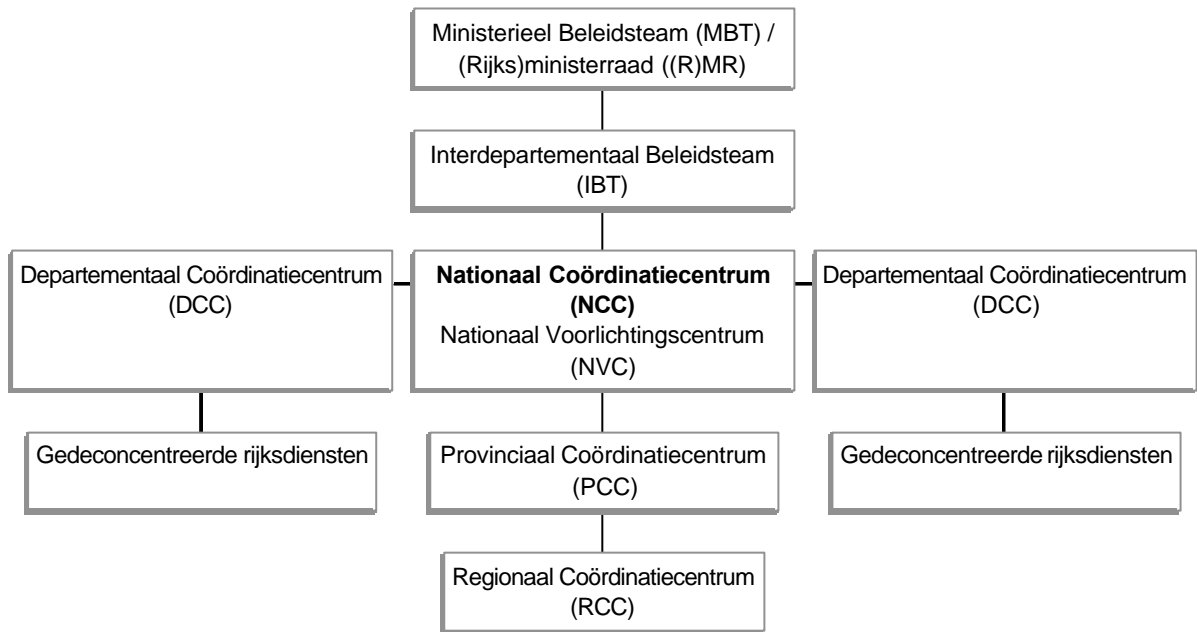 Ministerieel Beleidsteam (MBT) /
(Rijks)ministerraad ((R)MR)
Interdepartementaal Beleidsteam
(IBT)
Departementaal Coördinatiecentrum
(DCC)
Nationaal Coördinatiecentrum
(NCC)
Nationaal Voorlichtingscentrum
(NVC)
Departementaal Coördinatiecentrum
(DCC)
Gedeconcentreerde rijksdiensten
Provinciaal Coördinatiecentrum
(PCC)
Gedeconcentreerde rijksdiensten
Regionaal Coördinatiecentrum
(RCC)